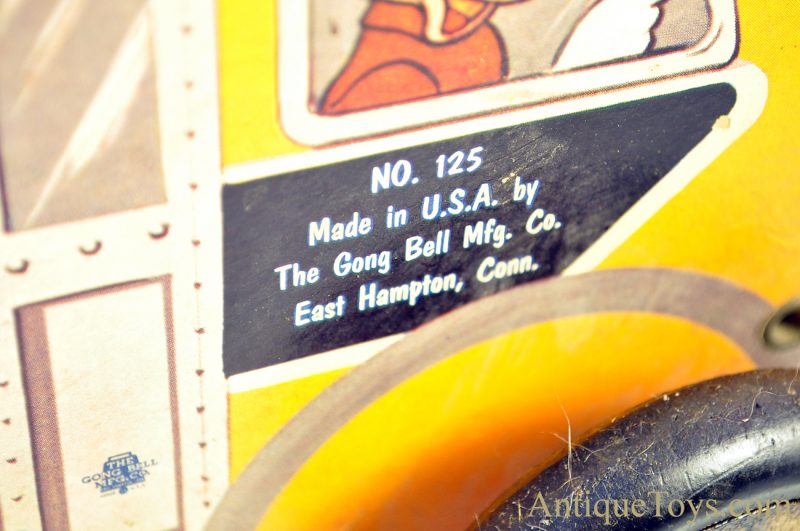 NO. 125
Made in U.S.A. by
The Gong Bell Mfg. Co.
East Hampton, Conn.
THE
GONG BELL
MFG. CO.
AntiqueToys.com